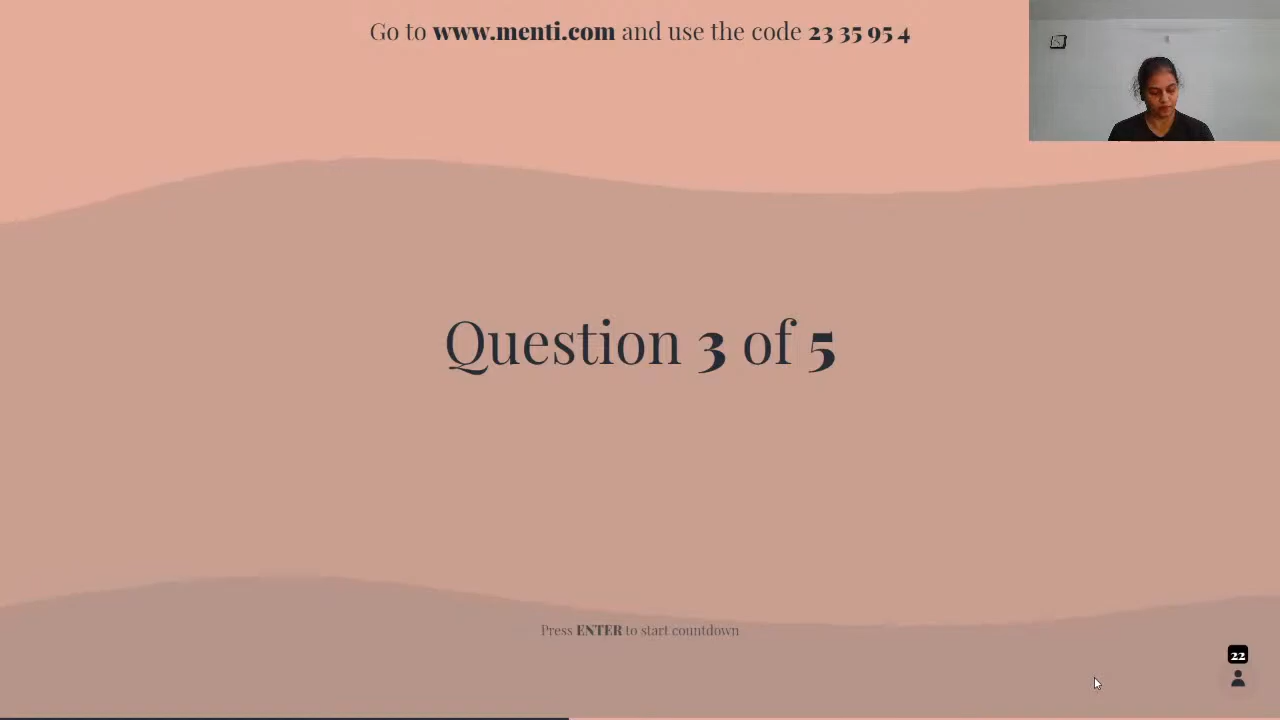 Go to www.menti.com and use the code 23 35 95 4
Question 3 of 5
Press ENTER to start countdown
22